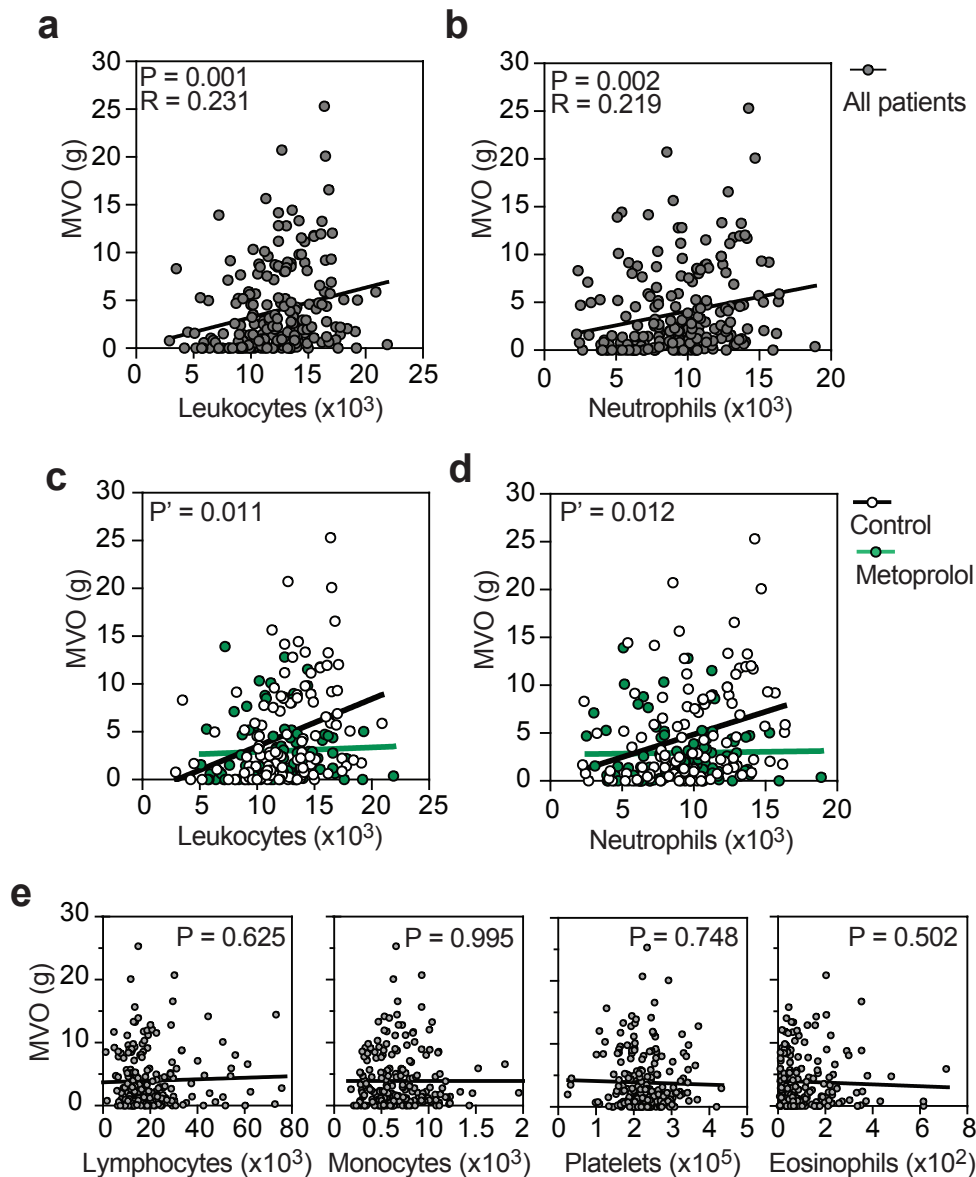 a
P = 0.001
R = 0.231
MVO (g)
30
25
20
15
10
5
0
0 5 10 15 20 25
Leukocytes (x10³)
b
P = 0.002
R = 0.219
MVO (g)
30
25
20
15
10
5
0
0 5 10 15 20
Neutrophils (x10³)
All patients
c
P' = 0.011
MVO (g)
30
25
20
15
10
5
0
0 5 10 15 20 25
Leukocytes (x10³)
d
P' = 0.012
MVO (g)
30
25
20
15
10
5
0
0 5 10 15 20
Neutrophils (x10³)
Control
Metoprolol
e
MVO (g)
30
20
10
0
P = 0.625
0 20 40 60 80
Lymphocytes (x10³)
P = 0.995
0 0.5 1 1.5 2
Monocytes (x10³)
P = 0.748
0 1 2 3 4 5
Platelets (x10⁵)
P = 0.502
0 2 4 6 8
Eosinophils (x10²)